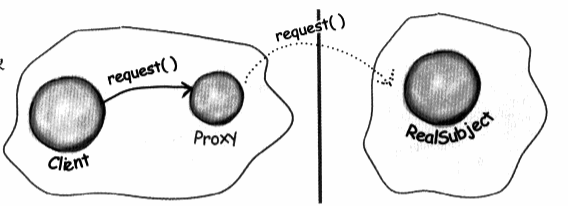 request()
request()
Proxy
RealSubject
Client